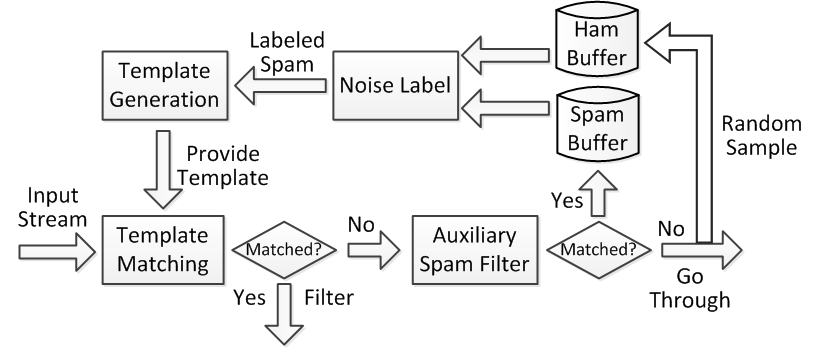 Ham
Buffer
Labeled
Spam
Template
Generation
Noise Label
Spam
Buffer
Random
Sample
Provide
Template
Input
Stream
Template
Matching
Matched?
No
Auxiliary
Spam Filter
Yes
Matched?
No
Yes
Filter
Go
Through